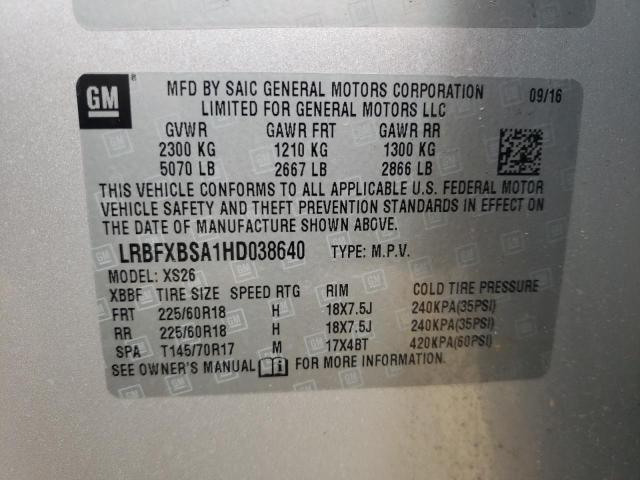 GM ®
MFD BY SAIC GENERAL MOTORS CORPORATION 09/16
LIMITED FOR GENERAL MOTORS LLC
GVWR GAWR FRT GAWR RR
2300 KG 1210 KG 1300 KG
5070 LB 2667 LB 2866 LB
THIS VEHICLE CONFORMS TO ALL APPLICABLE U.S. FEDERAL MOTOR
VEHICLE SAFETY AND THEFT PREVENTION STANDARDS IN EFFECT ON
THE DATE OF MANUFACTURE SHOWN ABOVE.
LRBFXBSA1HD038640 TYPE: M.P.V.
MODEL: XS26
XBBF TIRE SIZE SPEED RTG RIM COLD TIRE PRESSURE
FRT 225/60R18 H 18X7.5J 240KPA(35PSI)
RR 225/60R18 H 18X7.5J 240KPA(35PSI)
SPA T145/70R17 M 17X4BT 420KPA(60PSI)
SEE OWNER'S MANUAL FOR MORE INFORMATION.